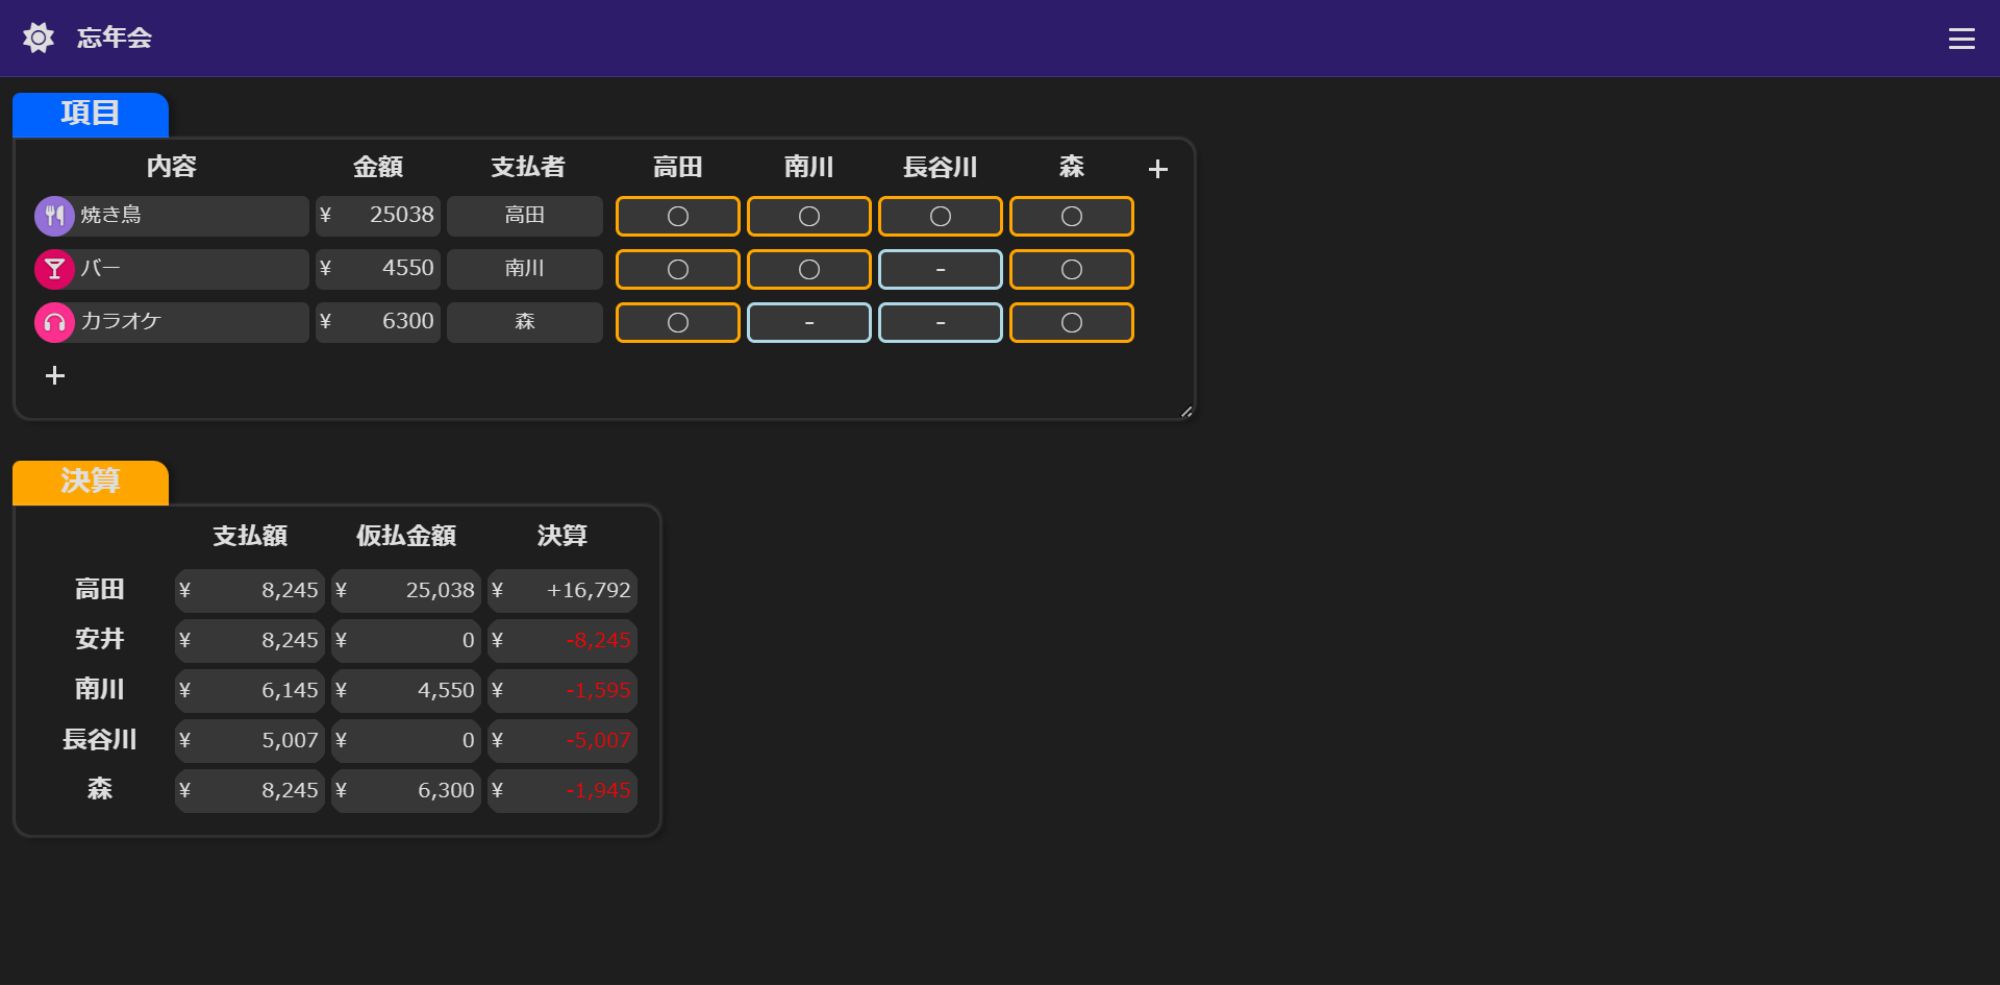 忘年会
項目
内容 金額 支払者 高田 南川 長谷川 森 +
焼き鳥 ¥ 25038 高田 〇 〇 〇 〇
バー ¥ 4550 南川 〇 〇 - 〇
カラオケ ¥ 6300 森 〇 - - 〇
+
決算
支払額 仮払金額 決算
高田 ¥ 8,245 ¥ 25,038 ¥ +16,792
安井 ¥ 8,245 ¥ 0 ¥ -8,245
南川 ¥ 6,145 ¥ 4,550 ¥ -1,595
長谷川 ¥ 5,007 ¥ 0 ¥ -5,007
森 ¥ 8,245 ¥ 6,300 ¥ -1,945